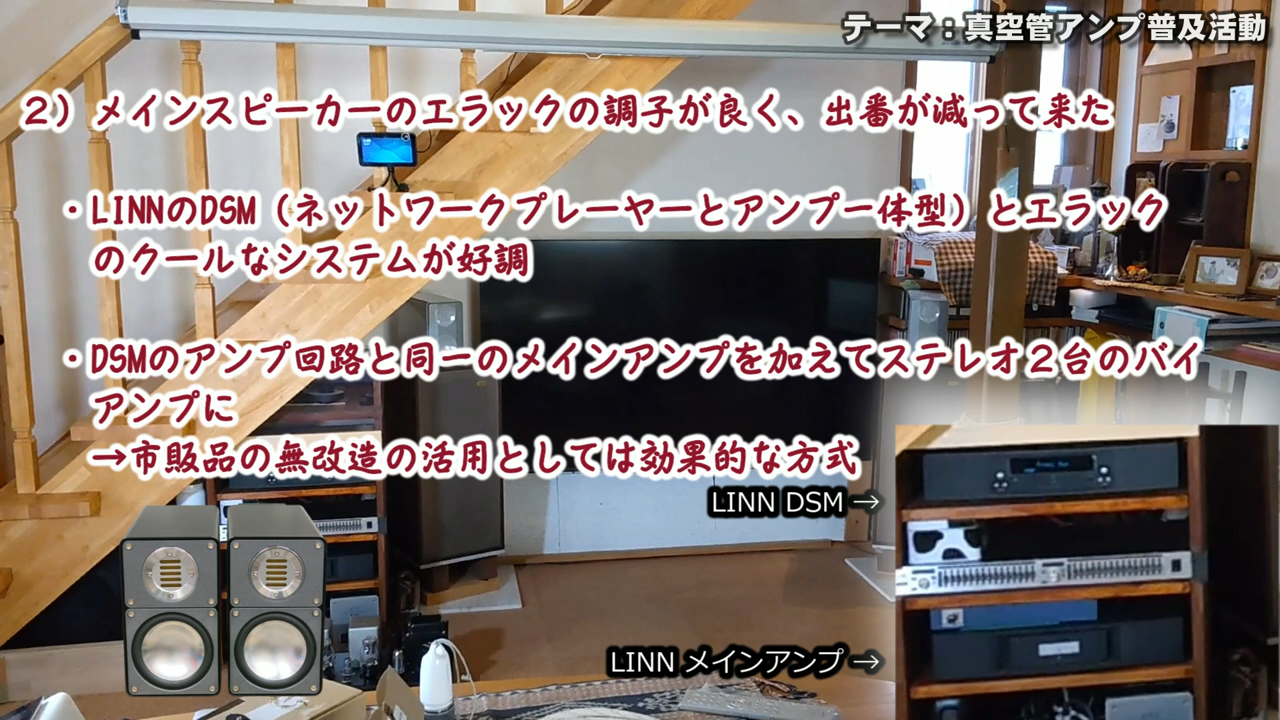 テーマ：真空管アンプ普及活動
２）メインスピーカーのエラックの調子が良く、出番が減って来た
・LINNのDSM（ネットワークプレーヤーとアンプ一体型）とエラック
のクールなシステムが好調
・DSMのアンプ回路と同一のメインアンプを加えてステレオ２台のバイ
アンプに
→市販品の無改造の活用としては効果的な方式
LINN DSM →
LINN メインアンプ →